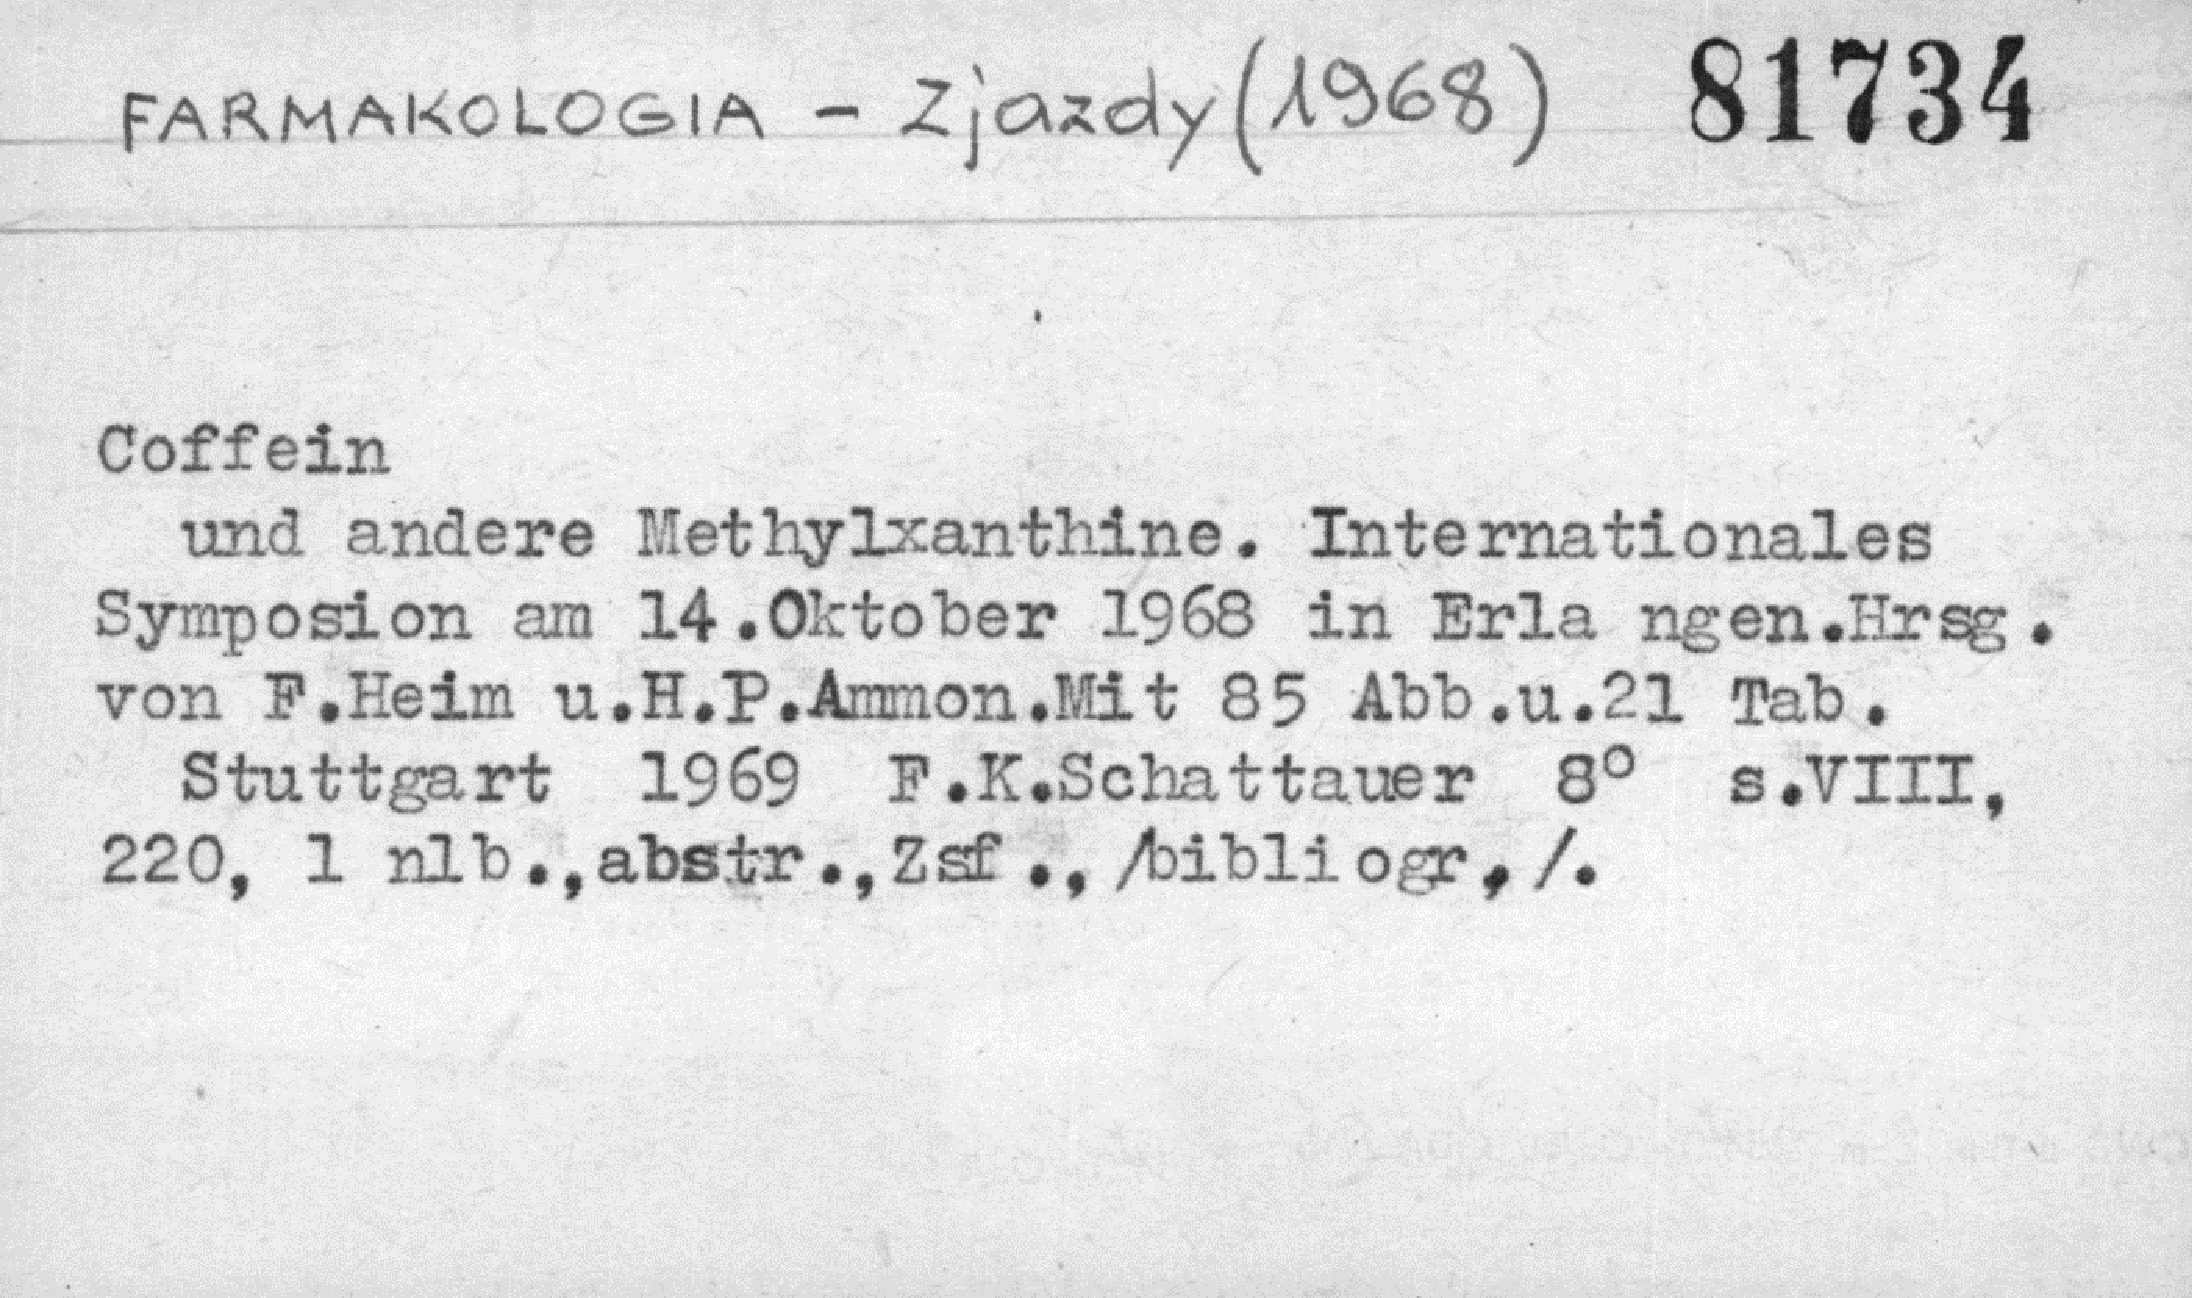 FARMAKOLOGIA - Zjazdy (1968) 81734
Coffein
und andere Methylxanthine. Internationales
Symposion am 14.Oktober 1968 in Erla ngen.Hrsg.
von F.Heim u.H.P.Ammon.Mit 85 Abb.u.21 Tab.
Stuttgart 1969 F.K.Schattauer 8° s.VIII,
220, 1 nlb.,abstr.,Zsf., /bibliogr,/.